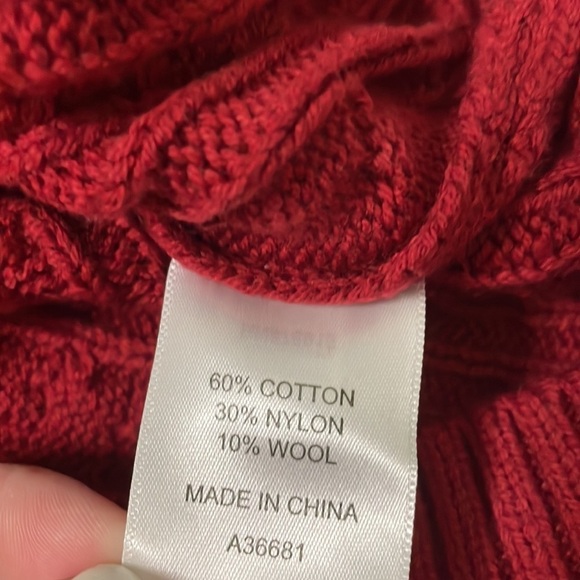 60% COTTON
30% NYLON
10% WOOL
MADE IN CHINA
A36681